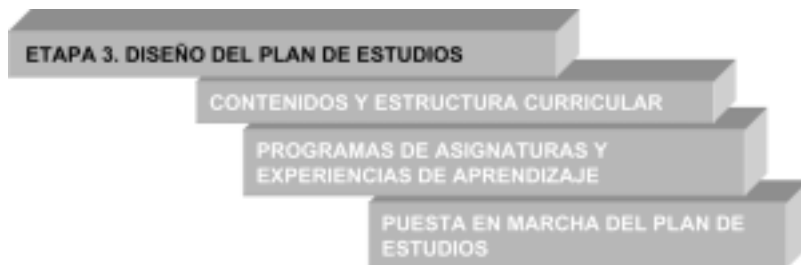 ETAPA 3. DISEÑO DEL PLAN DE ESTUDIOS
CONTENIDOS Y ESTRUCTURA CURRICULAR
PROGRAMAS DE ASIGNATURAS Y
EXPERIENCIAS DE APRENDIZAJE
PUESTA EN MARCHA DEL PLAN DE
ESTUDIOS